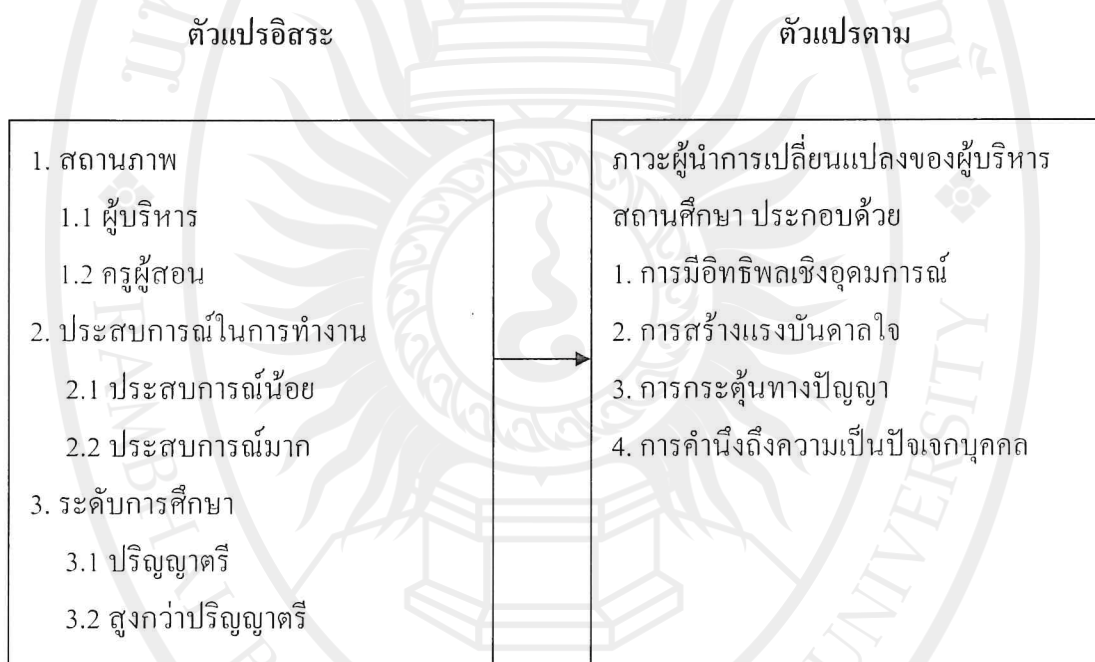 ตัวแปรอิสระ
ตัวแปรตาม
1. สถานภาพ
1.1 ผู้บริหาร
1.2 ครูผู้สอน
2. ประสบการณ์ในการทำงาน
2.1 ประสบการณ์น้อย
2.2 ประสบการณ์มาก
3. ระดับการศึกษา
3.1 ปริญญาตรี
3.2 สูงกว่าปริญญาตรี
ภาวะผู้นำการเปลี่ยนแปลงของผู้บริหาร
สถานศึกษา ประกอบด้วย
1. การมีอิทธิพลเชิงอุดมการณ์
2. การสร้างแรงบันดาลใจ
3. การกระตุ้นทางปัญญา
4. การคำนึงถึงความเป็นปัจเจกบุคคล
UNIVERSITY